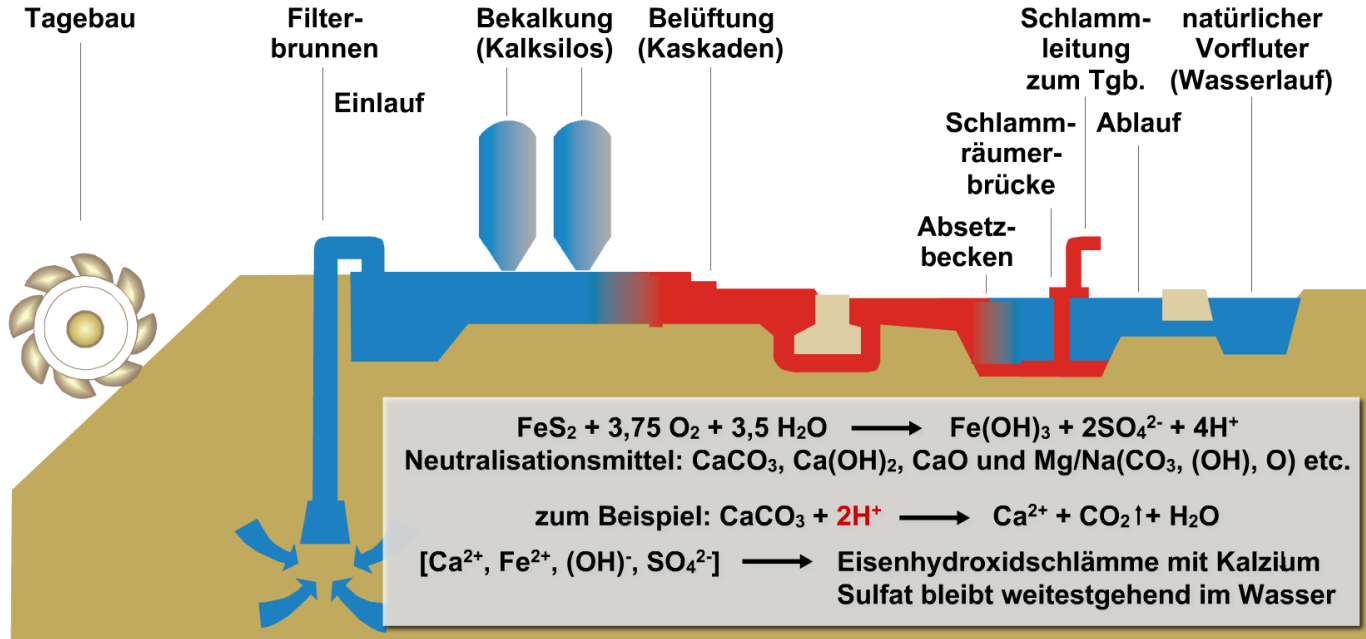 Tagebau
Filter-
brunnen
Einlauf
Bekalkung
(Kalksilos)
Belüftung
(Kaskaden)
Schlamm-
leitung
zum Tgb.
natürlicher
Vorfluter
(Wasserlauf)
Schlamm-
räumer-
brücke
Ablauf
Absetz-
becken
FeS₂ + 3,75 O₂ + 3,5 H₂O ⟶ Fe(OH)₃ + 2SO₄²⁻ + 4H⁺
Neutralisationsmittel: CaCO₃, Ca(OH)₂, CaO und Mg/Na(CO₃, (OH), O) etc.
zum Beispiel: CaCO₃ + 2H⁺ ⟶ Ca²⁺ + CO₂↑+ H₂O
[Ca²⁺, Fe²⁺, (OH)⁻, SO₄²⁻] ⟶ Eisenhydroxidschlämme mit Kalzium↓
Sulfat bleibt weitestgehend im Wasser